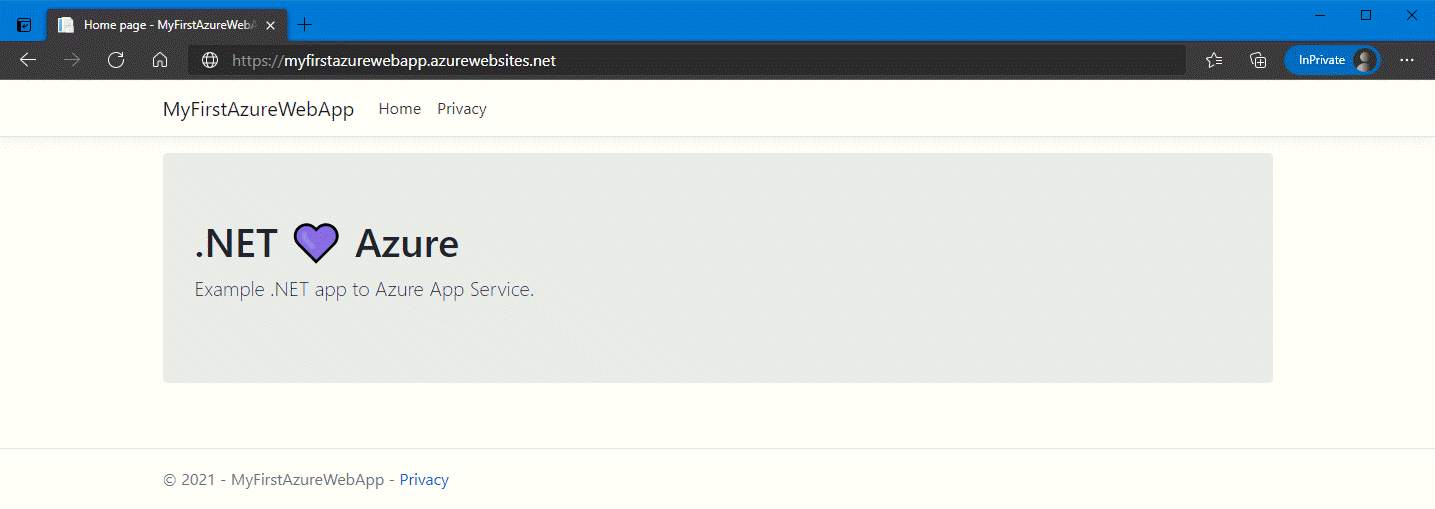 Home page - MyFirstAzureWebA
https://myfirstazurewebapp.azurewebsites.net
InPrivate
MyFirstAzureWebApp Home Privacy
.NET 💜 Azure
Example .NET app to Azure App Service.
© 2021 - MyFirstAzureWebApp - Privacy